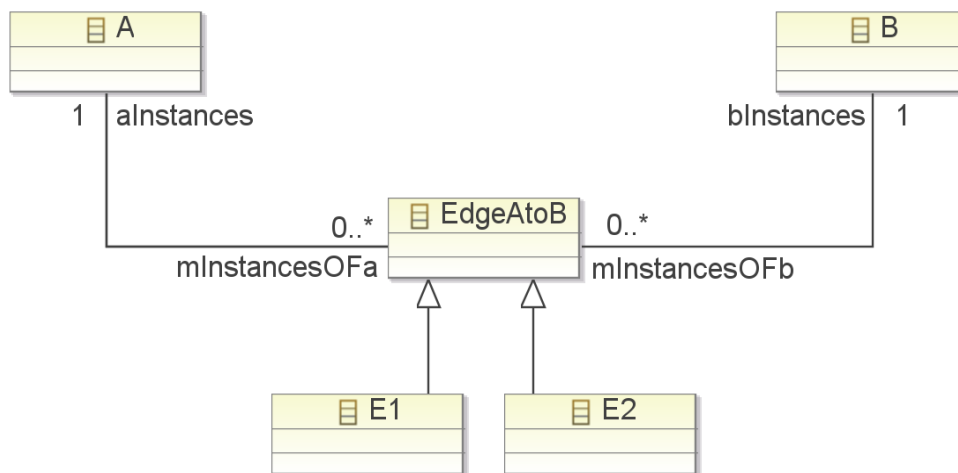 A
B
1 aInstances
bInstances 1
EdgeAtoB
0..*
0..*
mInstancesOFa
mInstancesOFb
E1
E2